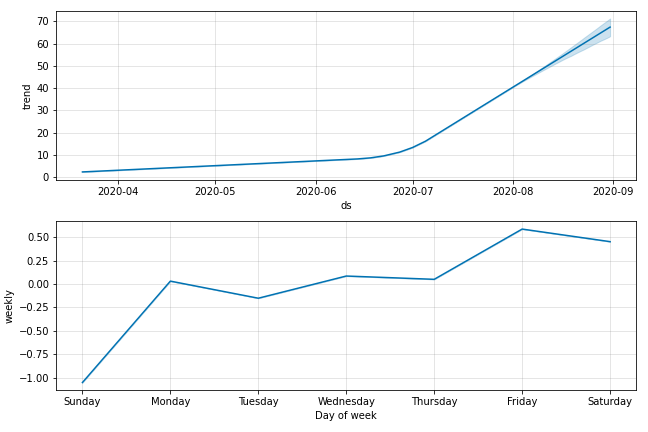 70
60
50
40
30
20
10
0
trend
2020-04 2020-05 2020-06 2020-07 2020-08 2020-09
ds
0.50
0.25
0.00
−0.25
−0.50
−0.75
−1.00
weekly
Sunday Monday Tuesday Wednesday Thursday Friday Saturday
Day of week